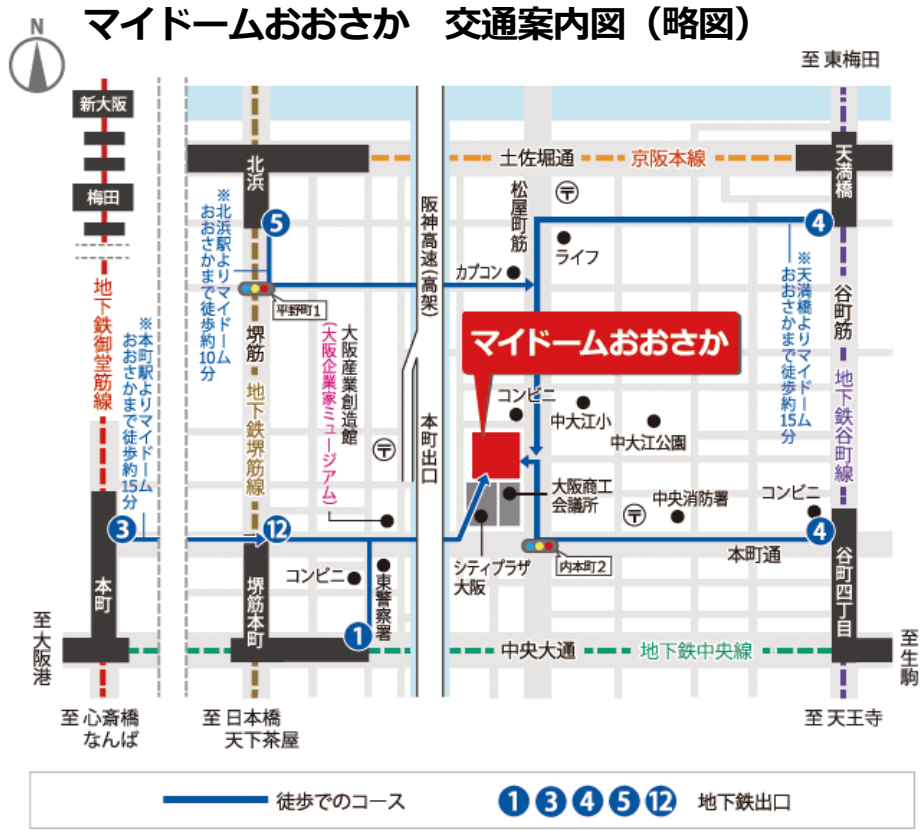 マイドームおおさか 交通案内図（略図）
N
至 東梅田
新大阪
梅田
北浜
土佐堀通
京阪本線
天満橋
松屋町筋
〒
阪神高速(高架)
5
4
ライフ
カプコン
※北浜駅よりマイドーム
おおさかまで徒歩約10分
※天満橋よりマイドーム
おおさかまで徒歩約15分
谷町筋
平野町1
地下鉄御堂筋線
※本町駅よりマイドーム
おおさかまで徒歩約15分
堺筋
地下鉄堺筋線
大阪産業創造館
(大阪企業家ミュージアム)
マイドームおおさか
地下鉄谷町線
コンビニ
中大江小
中大江公園
本町出口
〒
大阪商工
会議所
中央消防署
コンビニ
〒
3
12
4
本町通
内本町2
シティプラザ
大阪
コンビニ
東警察署
本町
堺筋本町
谷町四丁目
1
至大阪港
中央大通
地下鉄中央線
至生駒
至 心斎橋
なんば
至 日本橋
天下茶屋
至 天王寺
徒歩でのコース
1 3 4 5 12 地下鉄出口